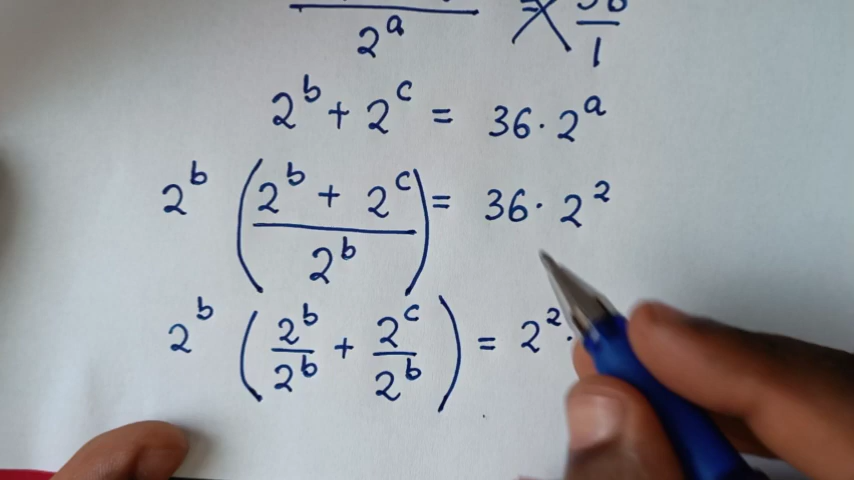 2^a = 1
2^b + 2^c = 36 · 2^a
2^b ((2^b + 2^c)/2^b) = 36 · 2^2
2^b (2^b/2^b + 2^c/2^b) = 2^2 ·